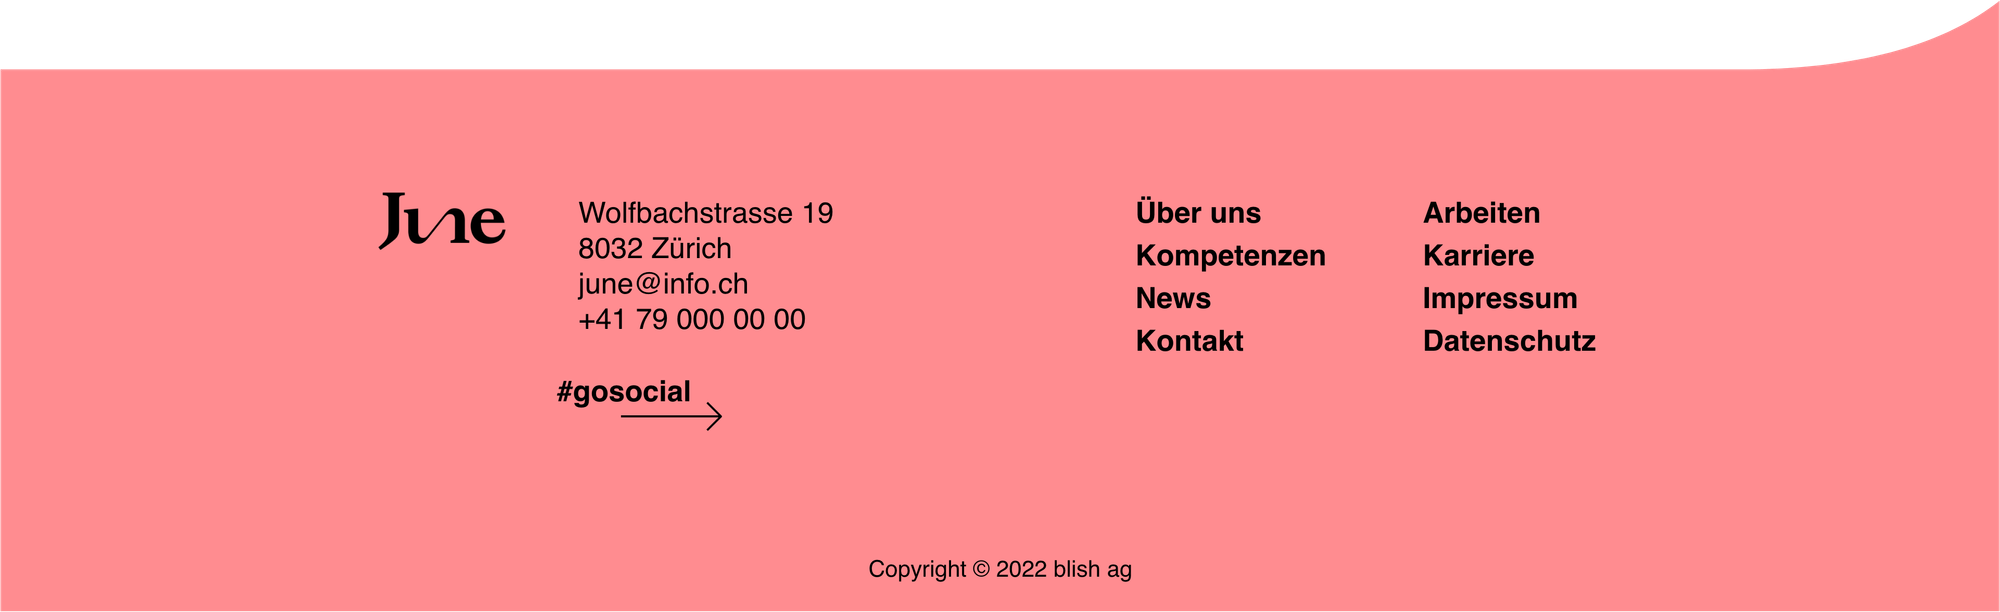 June
Wolfbachstrasse 19
8032 Zürich
june@info.ch
+41 79 000 00 00
#gosocial
Über uns
Kompetenzen
News
Kontakt
Arbeiten
Karriere
Impressum
Datenschutz
Copyright © 2022 blish ag